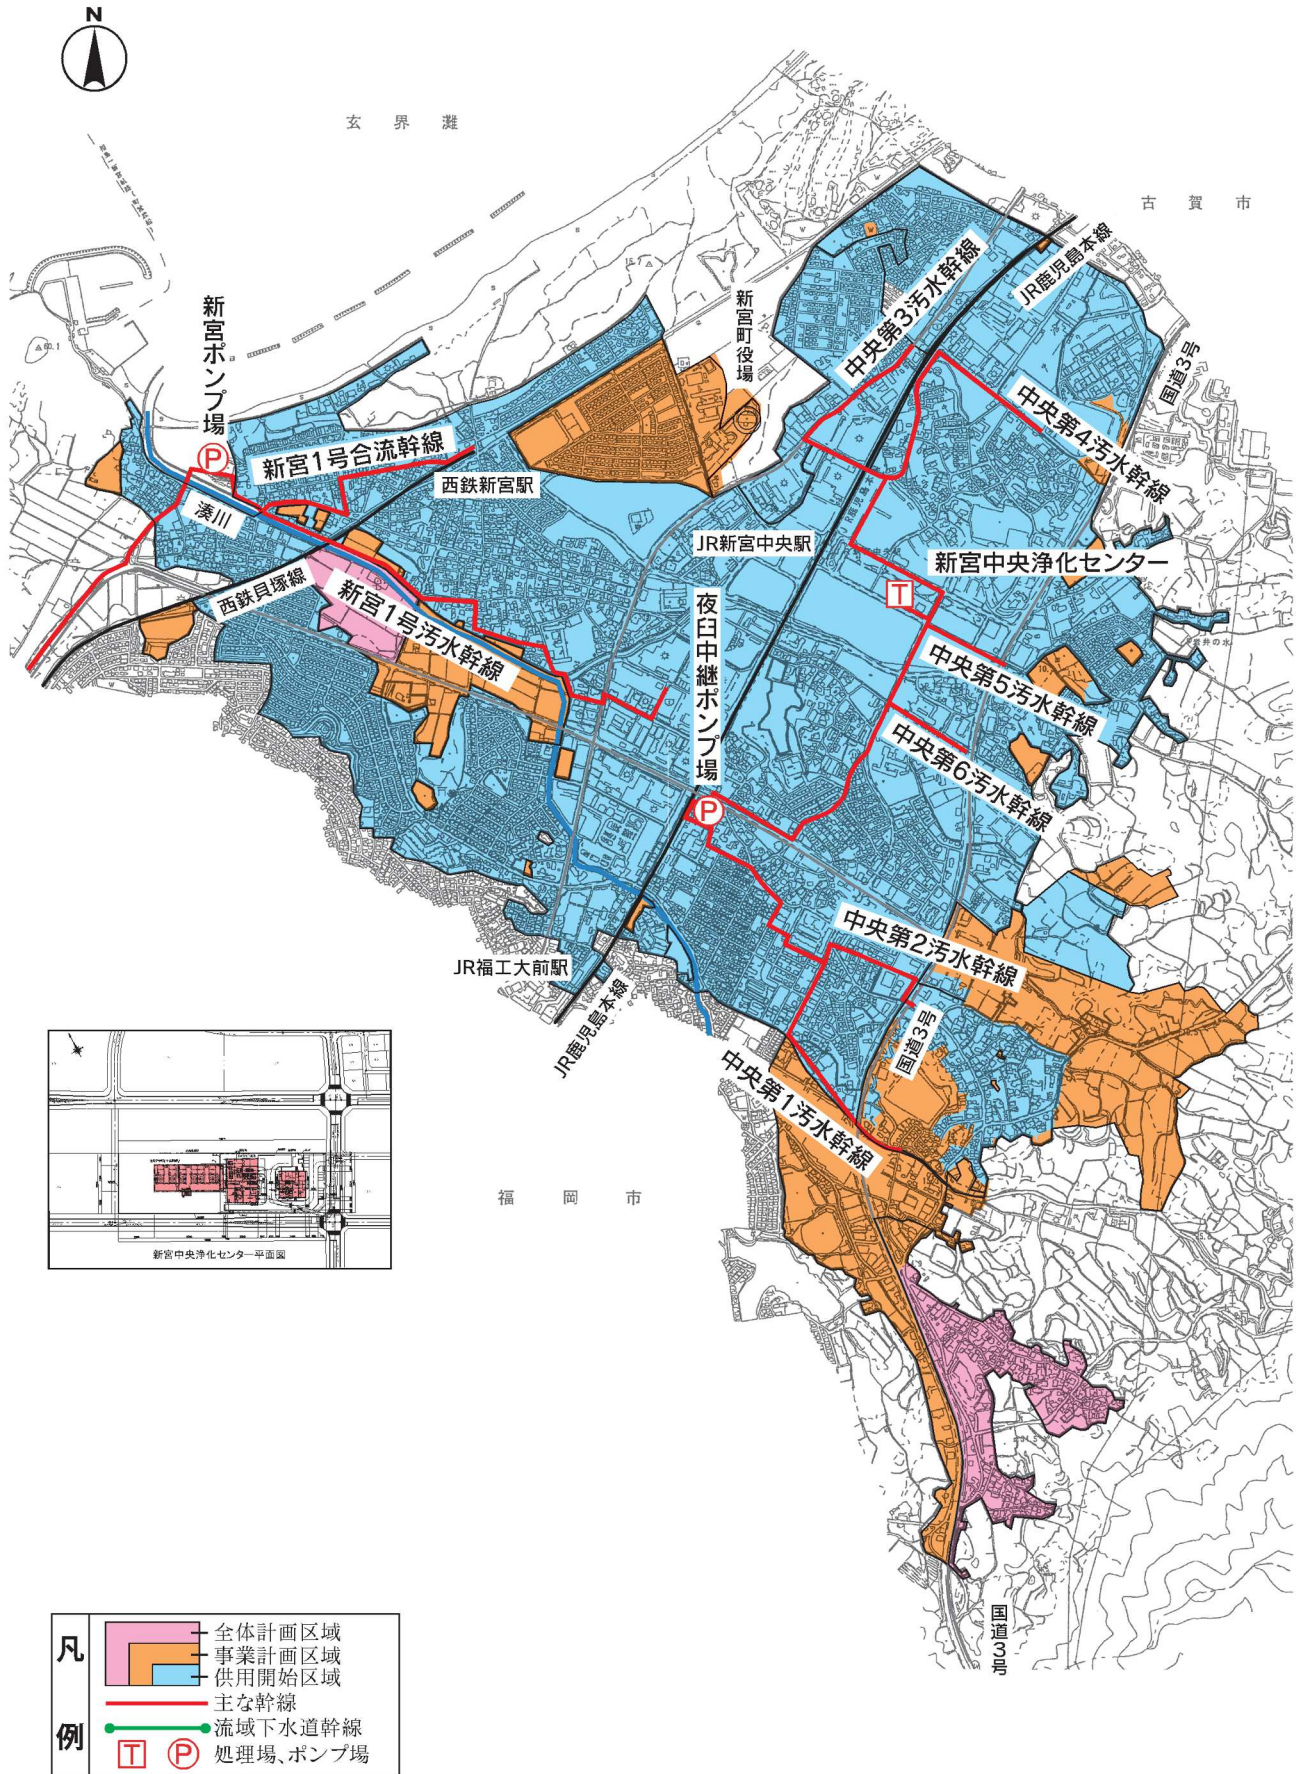 N
玄界灘
古賀市
新宮ポンプ場
新宮町役場
中央第3汚水幹線
JR鹿児島本線
国道3号
中央第4汚水幹線
新宮1号合流幹線
西鉄新宮駅
湊川
P
JR新宮中央駅
新宮中央浄化センター
T
西鉄貝塚線
新宮1号汚水幹線
夜臼中継ポンプ場
P
中央第5汚水幹線
中央第6汚水幹線
中央第2汚水幹線
JR福工大前駅
JR鹿児島本線
国道3号
中央第1汚水幹線
福岡市
新宮中央浄化センター平面図
国道3号
凡例
全体計画区域
事業計画区域
供用開始区域
主な幹線
流域下水道幹線
T P 処理場、ポンプ場